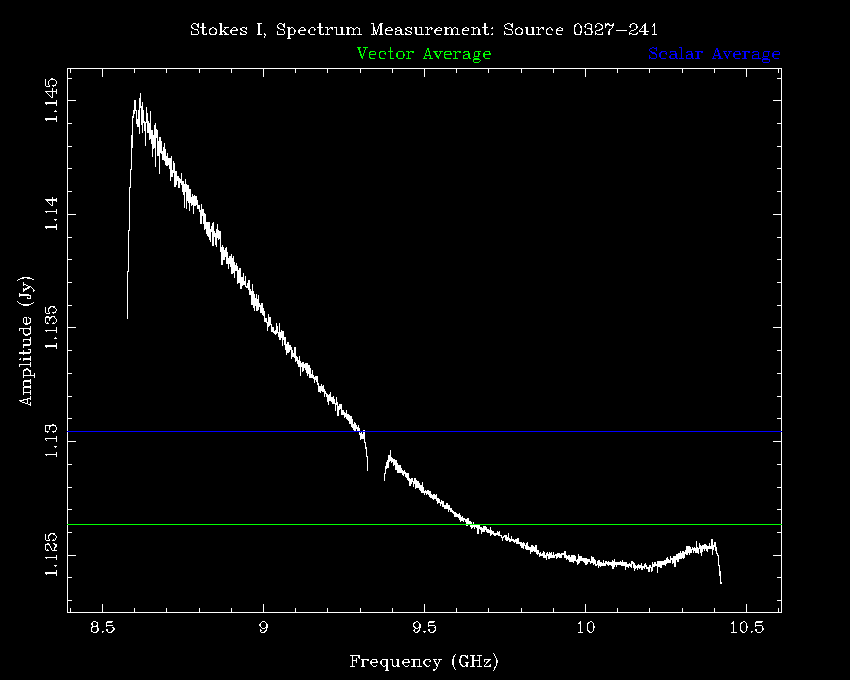 Stokes I, Spectrum Measurement: Source 0327-241
Vector Average
Scalar Average
1.145
1.14
1.135
1.13
1.125
Amplitude (Jy)
8.5
9
9.5
10
10.5
Frequency (GHz)